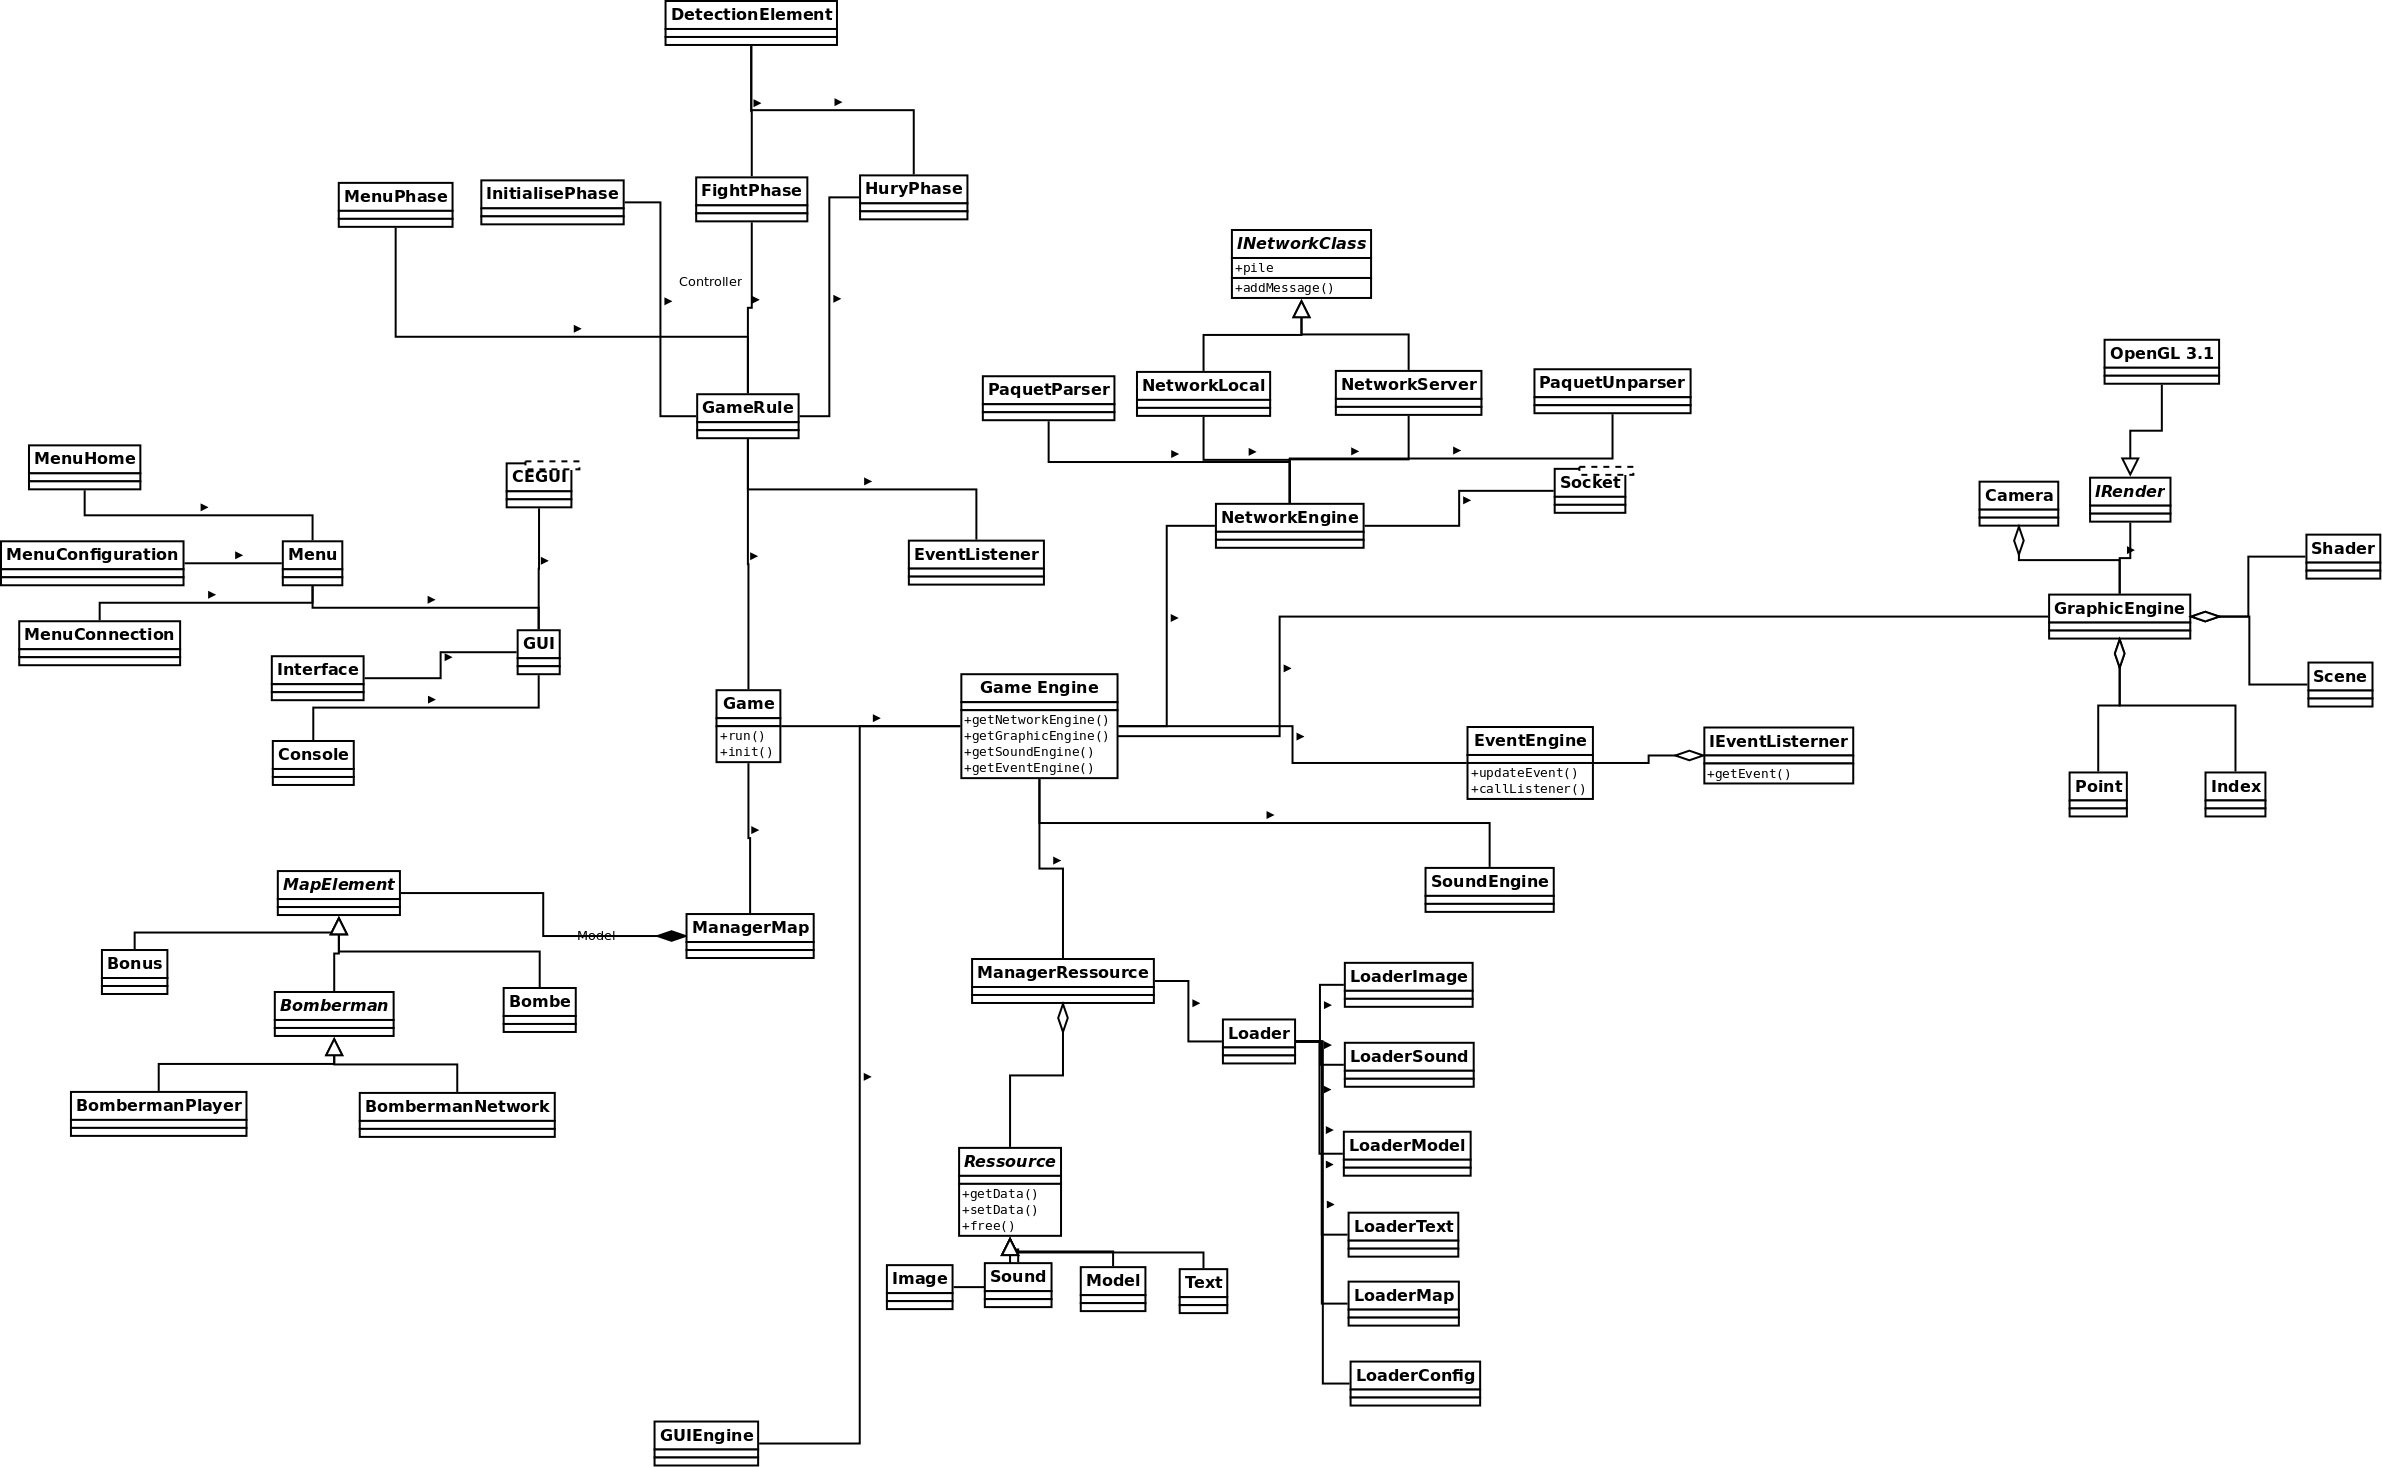 DetectionElement
MenuPhase
InitialisePhase
FightPhase
HuryPhase
Controller
INetworkClass
+pile
+addMessage()
GameRule
PaquetParser
NetworkLocal
NetworkServer
PaquetUnparser
OpenGL 3.1
MenuHome
CEGUI
Socket
Camera
IRender
NetworkEngine
MenuConfiguration
Menu
EventListener
Shader
MenuConnection
GUI
GraphicEngine
Interface
Scene
Console
Game
+run()
+init()
Game Engine
+getNetworkEngine()
+getGraphicEngine()
+getSoundEngine()
+getEventEngine()
EventEngine
+updateEvent()
+callListener()
IEventListerner
+getEvent()
Point
Index
MapElement
Model
ManagerMap
SoundEngine
Bonus
Bomberman
Bombe
ManagerRessource
Loader
LoaderImage
LoaderSound
BombermanPlayer
BombermanNetwork
LoaderModel
Ressource
+getData()
+setData()
+free()
LoaderText
Image
Sound
Model
Text
LoaderMap
LoaderConfig
GUIEngine